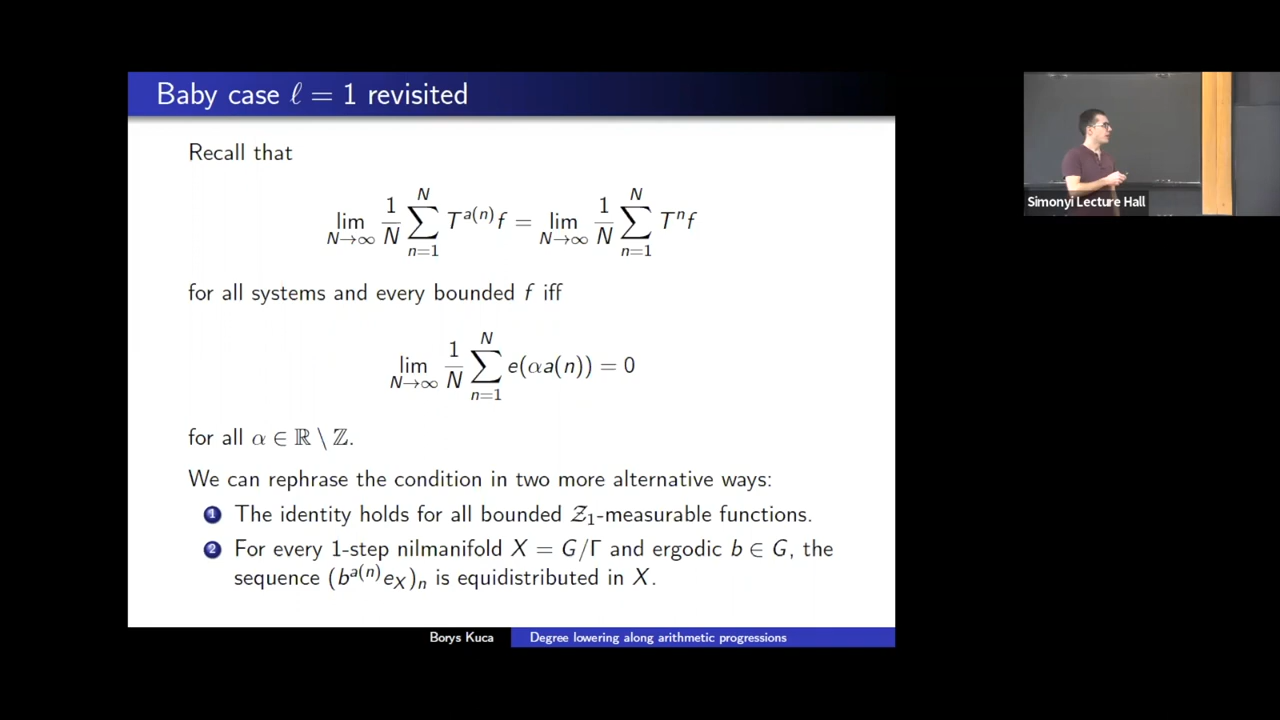 Baby case ℓ = 1 revisited
Recall that
lim_{N→∞} 1/N ∑_{n=1}^{N} T^{a(n)} f = lim_{N→∞} 1/N ∑_{n=1}^{N} T^n f
for all systems and every bounded f iff
lim_{N→∞} 1/N ∑_{n=1}^{N} e(αa(n)) = 0
for all α ∈ ℝ \ ℤ.
We can rephrase the condition in two more alternative ways:
1 The identity holds for all bounded 𝒵₁-measurable functions.
2 For every 1-step nilmanifold X = G/Γ and ergodic b ∈ G, the
sequence (b^{a(n)} e_X)_n is equidistributed in X.
Borys Kuca Degree lowering along arithmetic progressions
Simonyi Lecture Hall